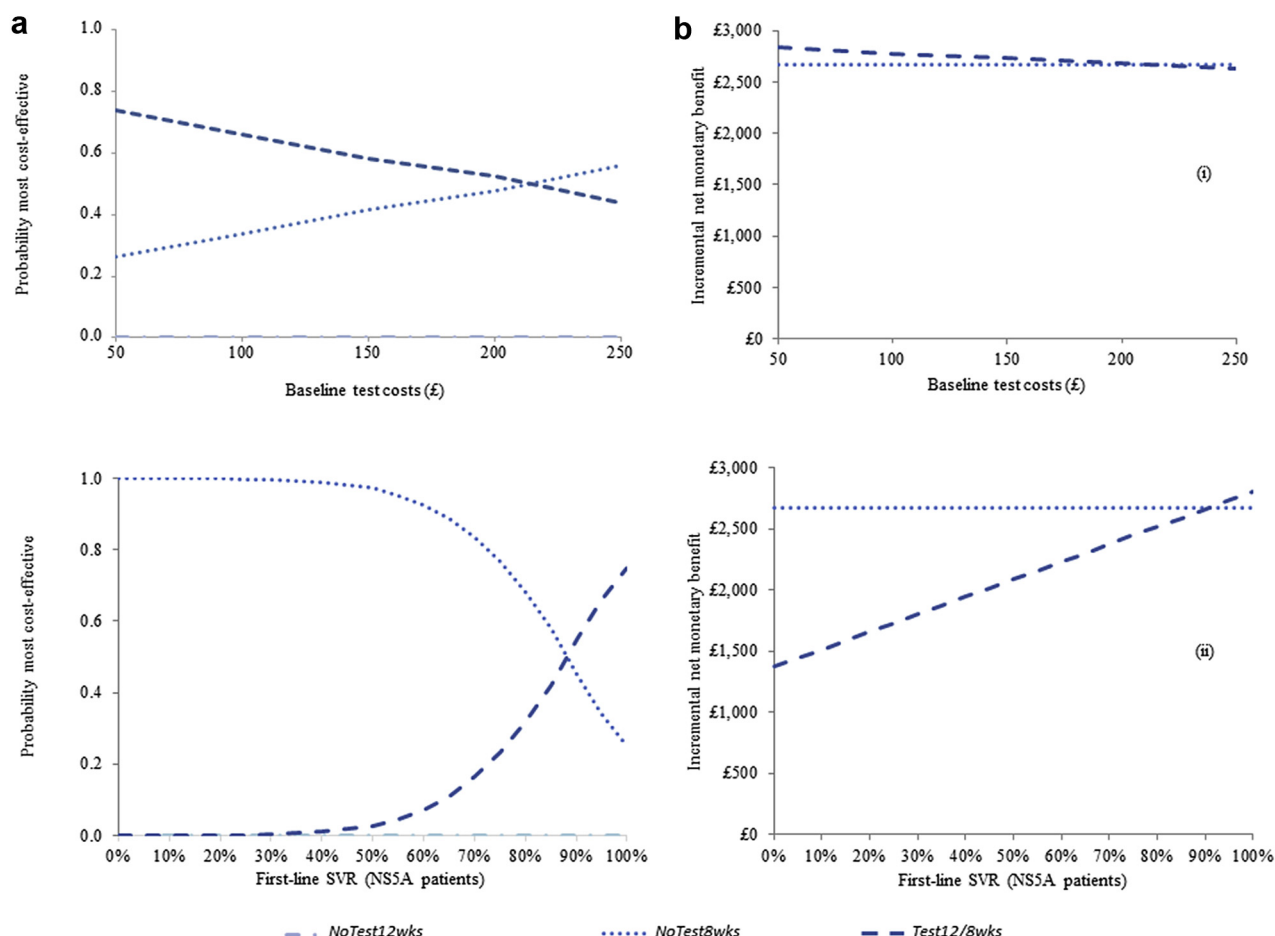 a
Probability most cost-effective
1.0
0.8
0.6
0.4
0.2
0.0
50 100 150 200 250
Baseline test costs (£)
b
Incremental net monetary benefit
£3,000
£2,500
£2,000
£1,500
£1,000
£500
£0
(i)
50 100 150 200 250
Baseline test costs (£)
Probability most cost-effective
1.0
0.8
0.6
0.4
0.2
0.0
0% 10% 20% 30% 40% 50% 60% 70% 80% 90% 100%
First-line SVR (NS5A patients)
Incremental net monetary benefit
£3,000
£2,500
£2,000
£1,500
£1,000
£500
£0
(ii)
0% 10% 20% 30% 40% 50% 60% 70% 80% 90% 100%
First-line SVR (NS5A patients)
NoTest12wks NoTest8wks Test12/8wks